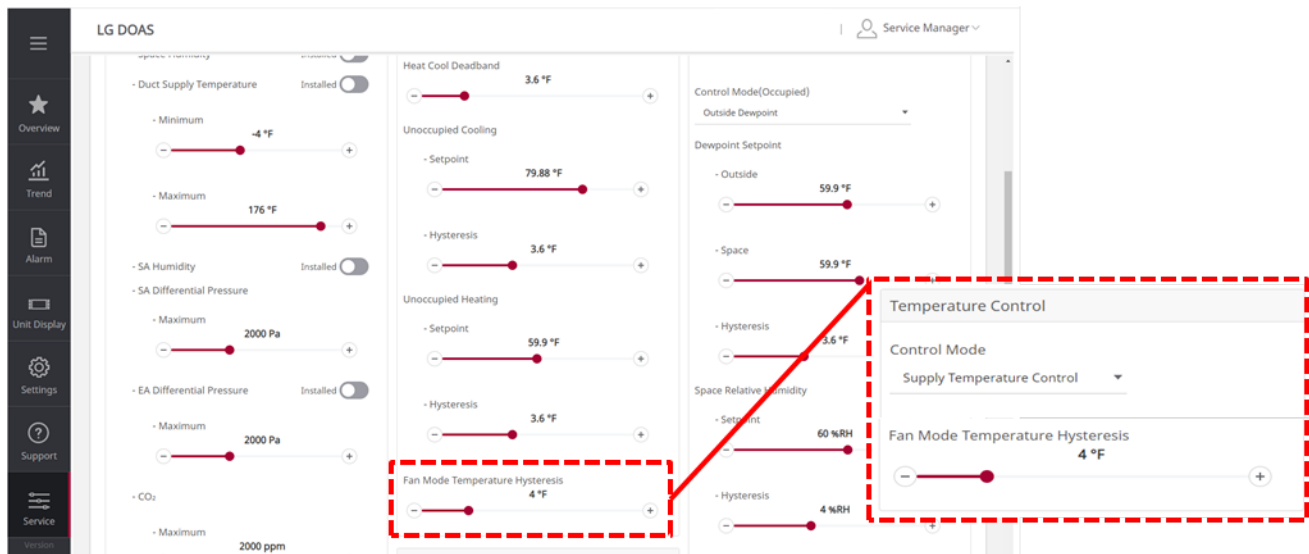 LG DOAS
Service Manager
Overview
Trend
Alarm
Unit Display
Settings
Support
Service
Version
- Space Humidity
Installed
- Duct Supply Temperature
Installed
- Minimum
-4 °F
- Maximum
176 °F
- SA Humidity
Installed
- SA Differential Pressure
- Maximum
2000 Pa
- EA Differential Pressure
Installed
- Maximum
2000 Pa
- CO₂
- Maximum
2000 ppm
Heat Cool Deadband
3.6 °F
Unoccupied Cooling
- Setpoint
79.88 °F
- Hysteresis
3.6 °F
Unoccupied Heating
- Setpoint
59.9 °F
- Hysteresis
3.6 °F
Fan Mode Temperature Hysteresis
4 °F
Control Mode(Occupied)
Outside Dewpoint
Dewpoint Setpoint
- Outside
59.9 °F
- Space
59.9 °F
- Hysteresis
3.6 °F
Space Relative Humidity
- Setpoint
60 %RH
- Hysteresis
4 %RH
Temperature Control
Control Mode
Supply Temperature Control
Fan Mode Temperature Hysteresis
4 °F